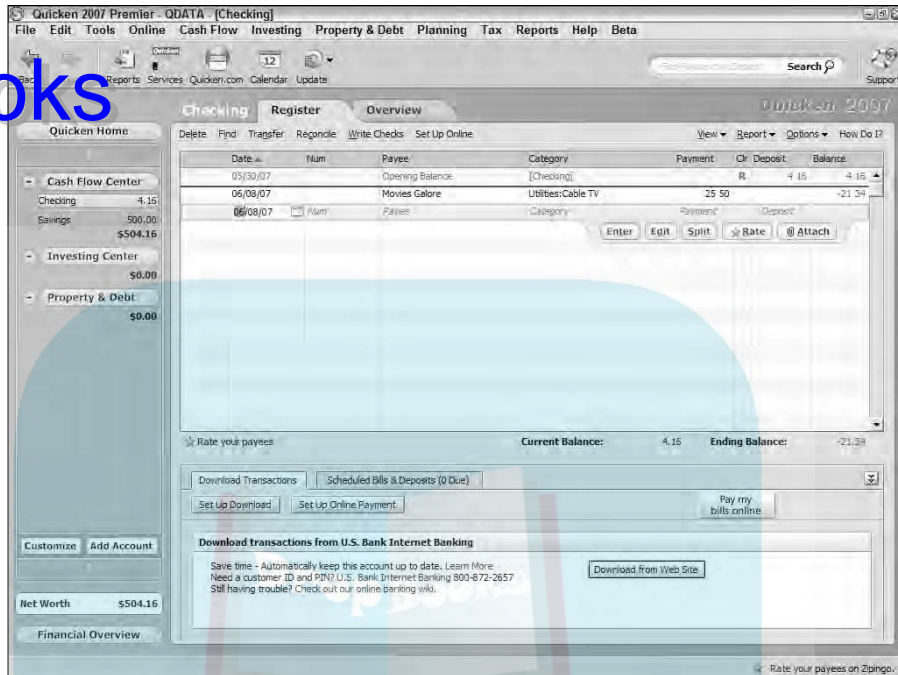 Quicken 2007 Premier - QDATA - [Checking]
File Edit Tools Online Cash Flow Investing Property & Debt Planning Tax Reports Help Beta
oks
Reports Services Quicken.com Calendar Update
Search
Support
Checking Register Overview
Quicken 2007
Quicken Home
Delete Find Transfer Reconcile Write Checks Set Up Online View Report Options How Do I?
Date Num Payee Category Payment Clr Deposit Balance
05/30/07 Opening Balance [Checking] R 4 16 4 16
06/08/07 Movies Galore Utilities:Cable TV 25 50 -21 34
06/08/07 Num Payee Category Payment Deposit
Enter Edit Split Rate Attach
- Cash Flow Center
Checking 4.16
Savings 500.00
$504.16
- Investing Center
$0.00
- Property & Debt
$0.00
Rate your payees Current Balance: 4.16 Ending Balance: -21.34
Download Transactions Scheduled Bills & Deposits (0 Due)
Set Up Download Set Up Online Payment
Pay my
bills online
Customize Add Account
Download transactions from U.S. Bank Internet Banking
Save time - Automatically keep this account up to date. Learn More
Need a customer ID and PIN? U.S. Bank Internet Banking 800-872-2657
Still having trouble? Check out our online banking wiki.
Download from Web Site
Net Worth $504.16
Financial Overview
Rate your payees on Zipingo.